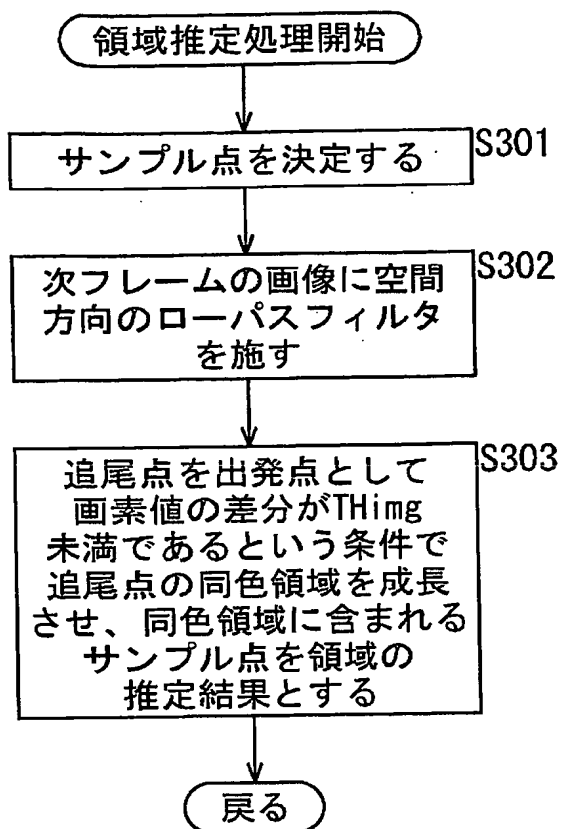 領域推定処理開始
サンプル点を決定する
S301
次フレームの画像に空間
方向のローパスフィルタ
を施す
S302
追尾点を出発点として
画素値の差分がTHimg
未満であるという条件で
追尾点の同色領域を成長
させ、同色領域に含まれる
サンプル点を領域の
推定結果とする
S303
戻る